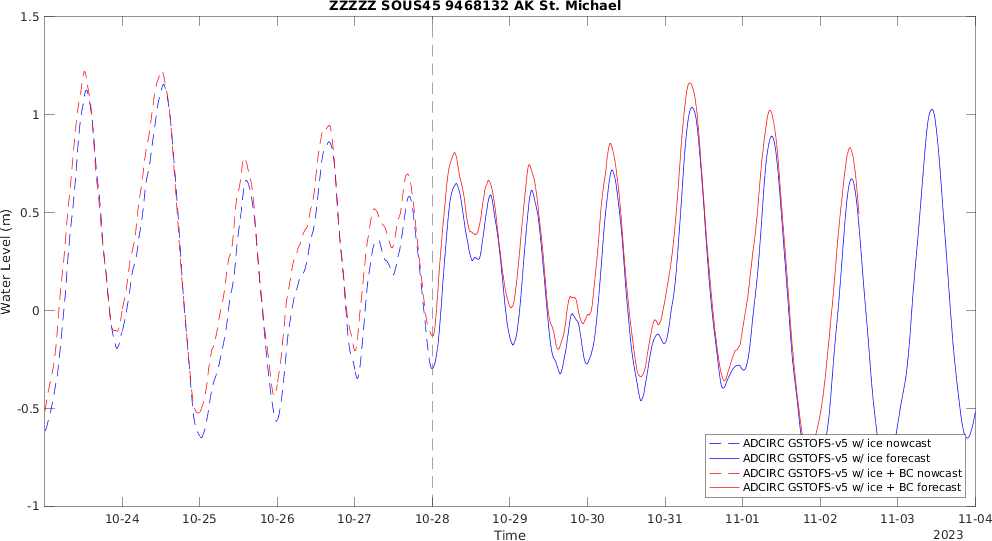 ZZZZZ SOUS45 9468132 AK St. Michael
1.5
1
0.5
0
-0.5
-1
Water Level (m)
10-24 10-25 10-26 10-27 10-28 10-29 10-30 10-31 11-01 11-02 11-03 11-04
Time
2023
ADCIRC GSTOFS-v5 w/ ice nowcast
ADCIRC GSTOFS-v5 w/ ice forecast
ADCIRC GSTOFS-v5 w/ ice + BC nowcast
ADCIRC GSTOFS-v5 w/ ice + BC forecast